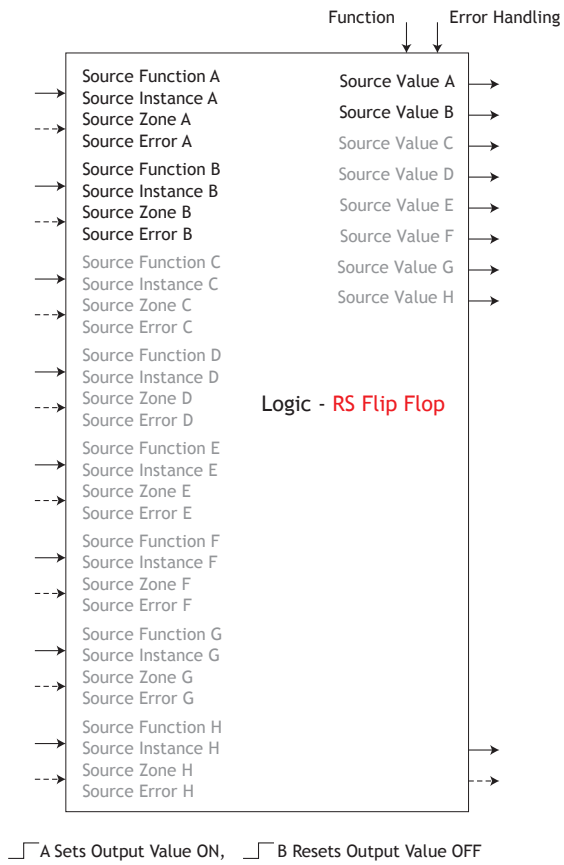 Function
Error Handling
Source Function A
Source Instance A
Source Zone A
Source Error A
Source Function B
Source Instance B
Source Zone B
Source Error B
Source Function C
Source Instance C
Source Zone C
Source Error C
Source Function D
Source Instance D
Source Zone D
Source Error D
Source Function E
Source Instance E
Source Zone E
Source Error E
Source Function F
Source Instance F
Source Zone F
Source Error F
Source Function G
Source Instance G
Source Zone G
Source Error G
Source Function H
Source Instance H
Source Zone H
Source Error H
Source Value A
Source Value B
Source Value C
Source Value D
Source Value E
Source Value F
Source Value G
Source Value H
Logic - RS Flip Flop
A Sets Output Value ON, B Resets Output Value OFF